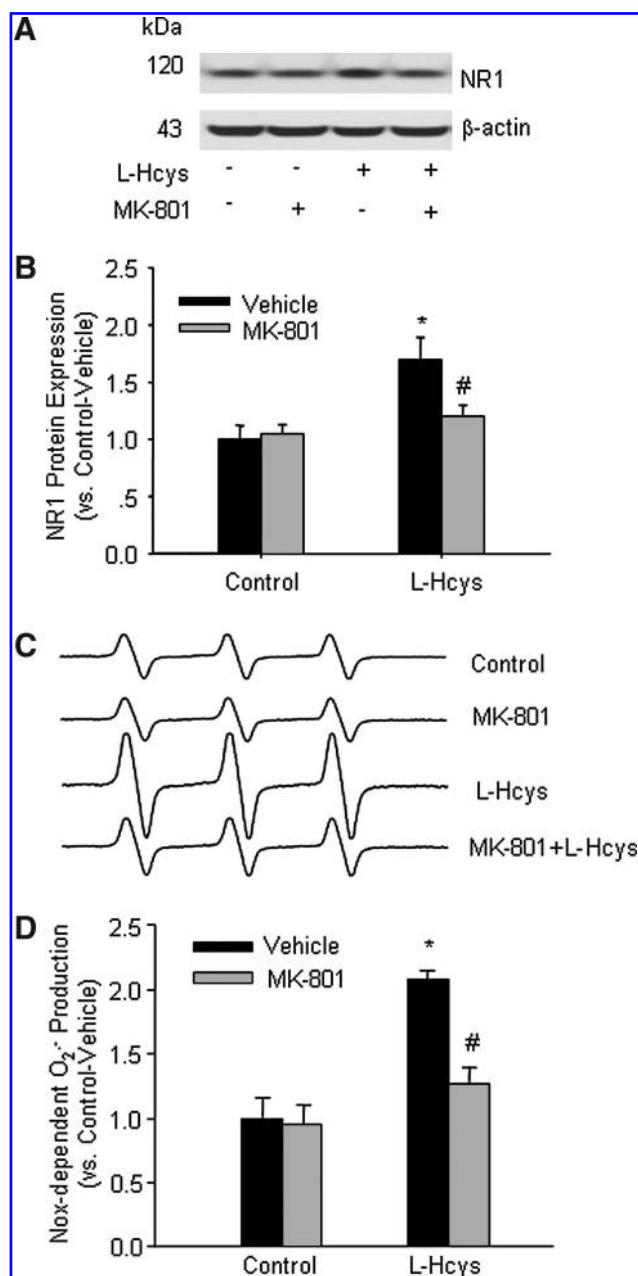 A
kDa
120
NR1
43
β-actin
L-Hcys - - + +
MK-801 - + - +
B
NR1 Protein Expression
(vs. Control-Vehicle)
2.5
2.0
1.5
1.0
.5
0.0
Vehicle
MK-801
*
#
Control
L-Hcys
C
Control
MK-801
L-Hcys
MK-801+L-Hcys
D
Nox-dependent O2·- Production
(vs. Control-Vehicle)
2.5
2.0
1.5
1.0
0.5
0.0
Vehicle
MK-801
*
#
Control
L-Hcys